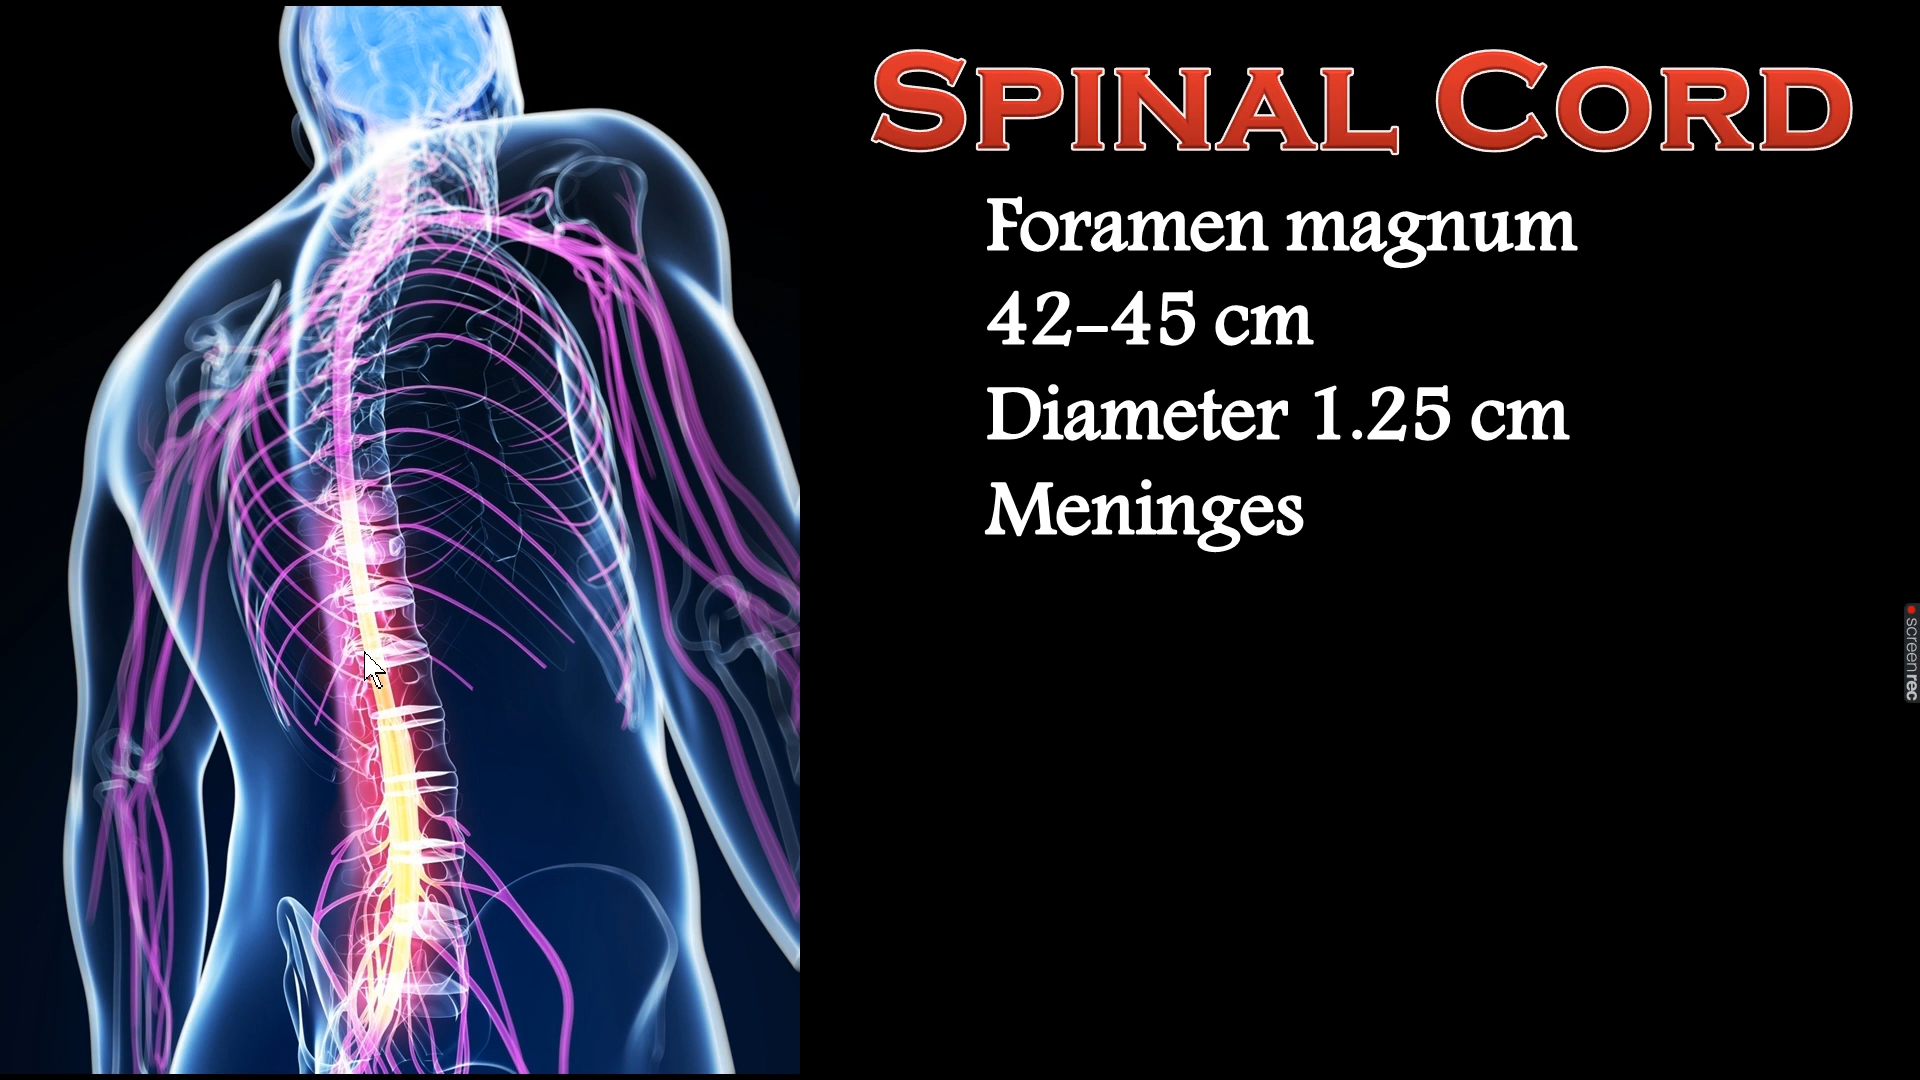 SPINAL CORD
Foramen magnum
42–45 cm
Diameter 1.25 cm
Meninges
screenrec